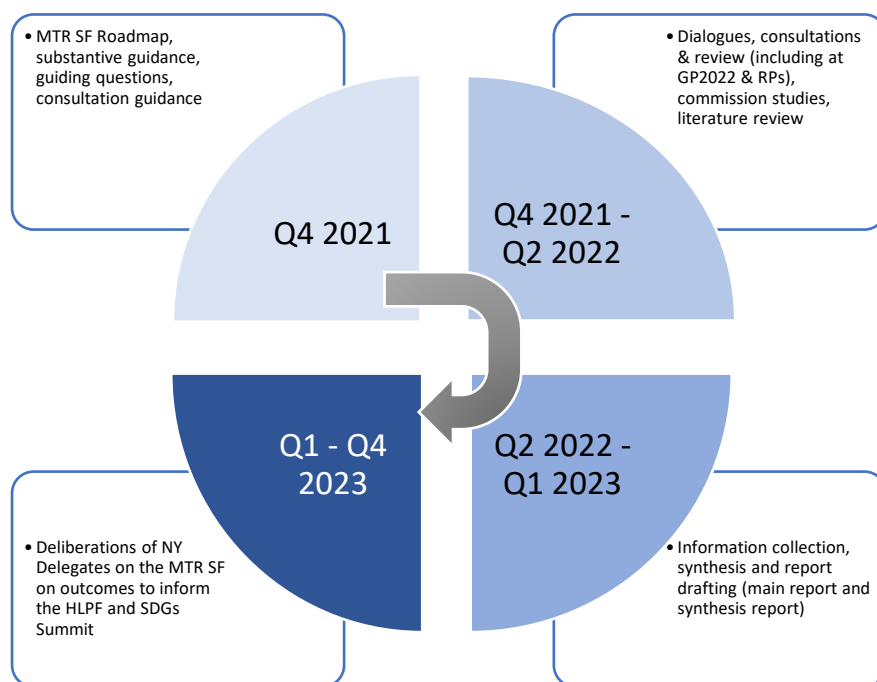 • MTR SF Roadmap,
substantive guidance,
guiding questions,
consultation guidance
• Dialogues, consultations
& review (including at
GP2022 & RPs),
commission studies,
literature review
Q4 2021
Q4 2021 -
Q2 2022
Q1 - Q4
2023
Q2 2022 -
Q1 2023
• Deliberations of NY
Delegates on the MTR SF
on outcomes to inform
the HLPF and SDGs
Summit
• Information collection,
synthesis and report
drafting (main report and
synthesis report)